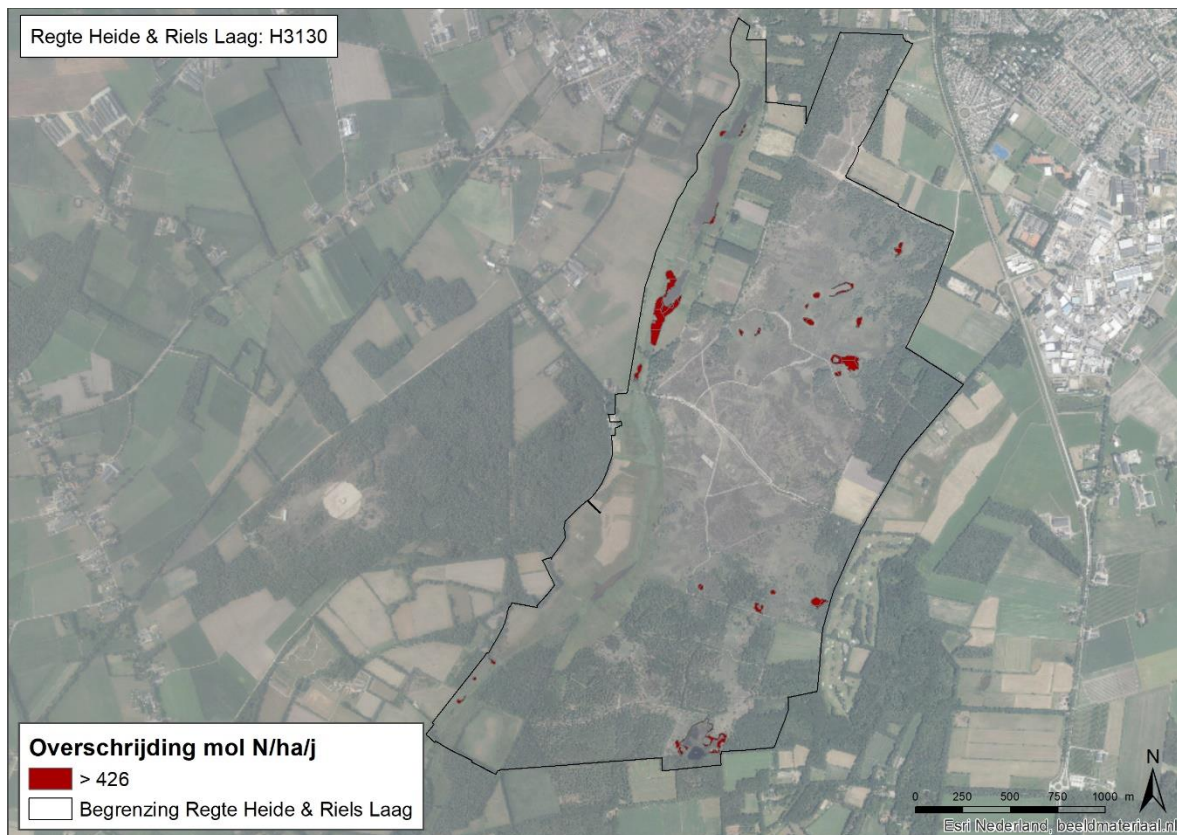 Regte Heide & Riels Laag: H3130
Overschrijding mol N/ha/j
> 426
Begrenzing Regte Heide & Riels Laag
N
0 250 500 750 1000 m
Esri Nederland, beeldmateriaal.nl